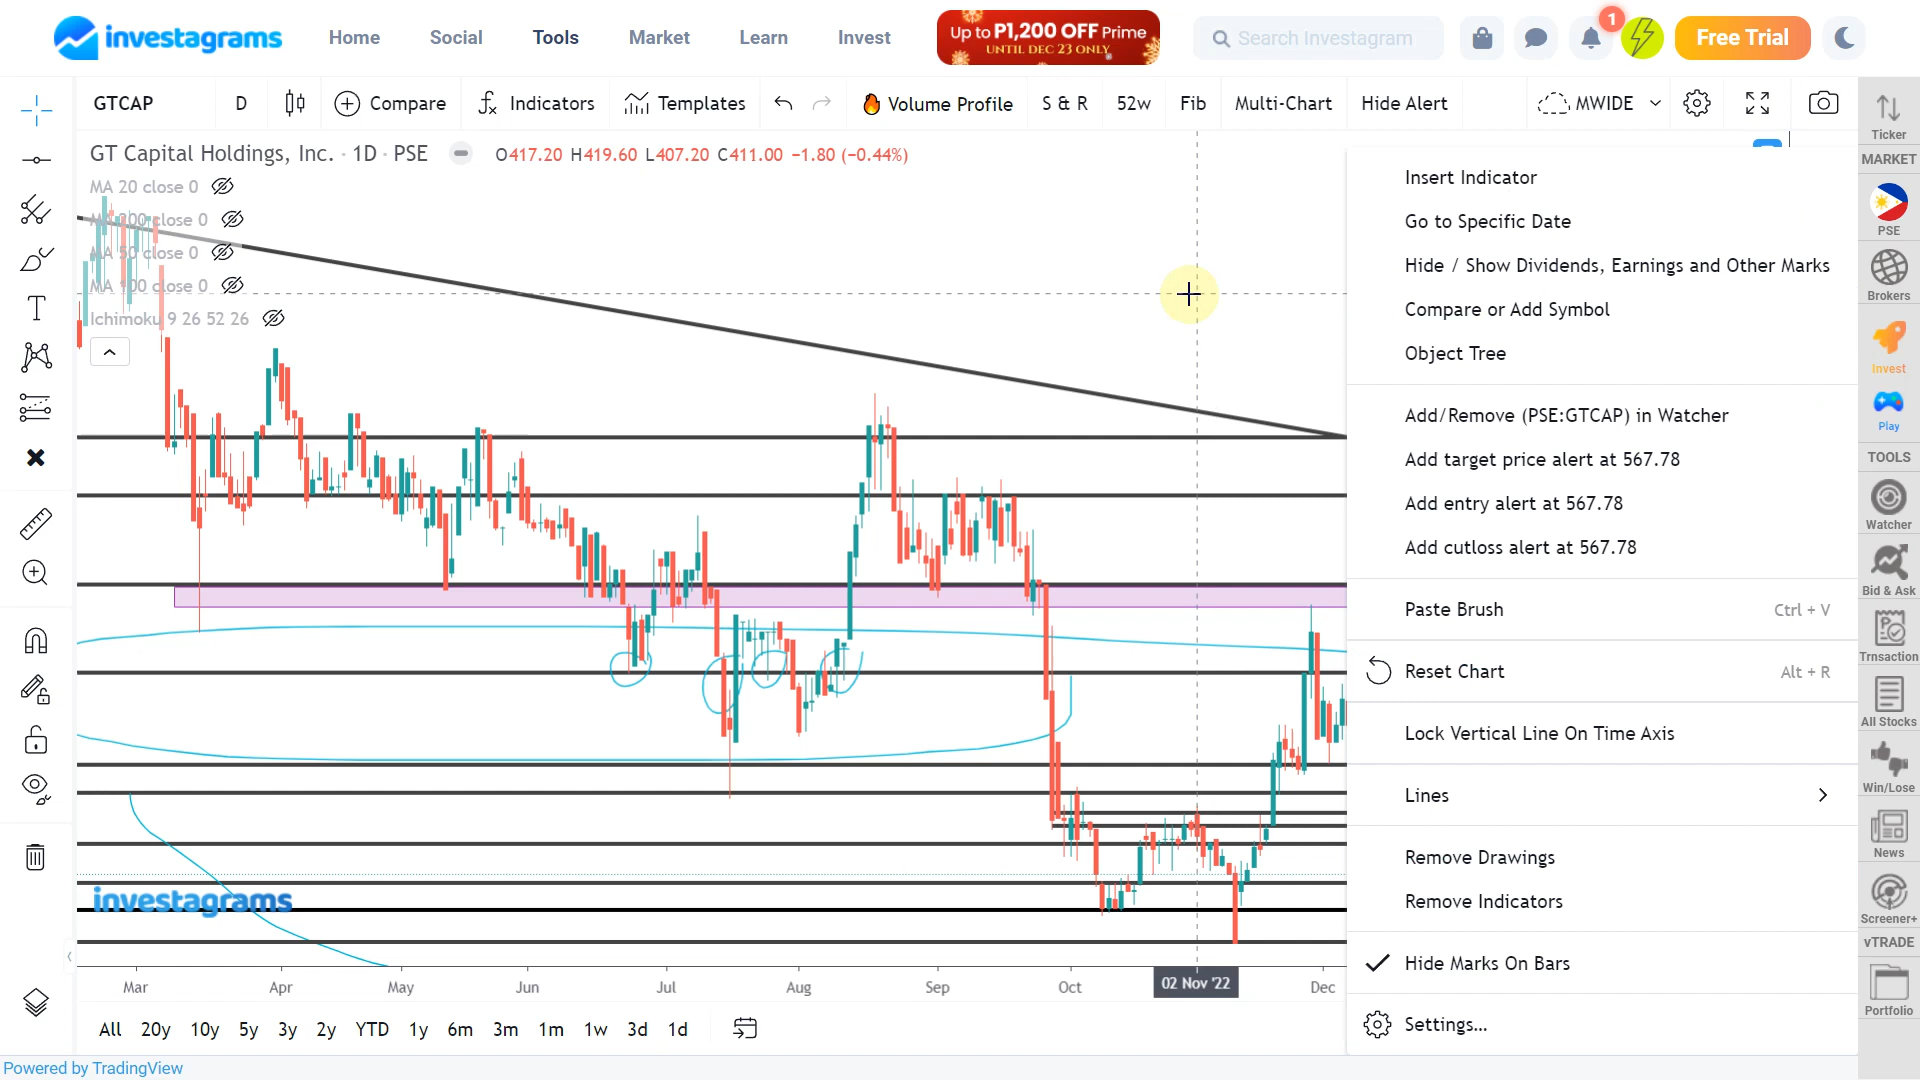 investagrams
Home
Social
Tools
Market
Learn
Invest
Up to P1,200 OFF Prime
UNTIL DEC 23 ONLY
Search Investagram
1
Free Trial
GTCAP
D
Compare
Indicators
Templates
Volume Profile
S & R
52w
Fib
Multi-Chart
Hide Alert
MWIDE
GT Capital Holdings, Inc. · 1D · PSE
O417.20 H419.60 L407.20 C411.00 −1.80 (−0.44%)
MA 20 close 0
MA 200 close 0
MA 50 close 0
MA 100 close 0
Ichimoku 9 26 52 26
Insert Indicator
Go to Specific Date
Hide / Show Dividends, Earnings and Other Marks
Compare or Add Symbol
Object Tree
Add/Remove (PSE:GTCAP) in Watcher
Add target price alert at 567.78
Add entry alert at 567.78
Add cutloss alert at 567.78
Paste Brush Ctrl + V
Reset Chart Alt + R
Lock Vertical Line On Time Axis
Lines
Remove Drawings
Remove Indicators
Hide Marks On Bars
Settings...
Ticker
MARKET
PSE
Brokers
Invest
Play
TOOLS
Watcher
Bid & Ask
Trnsaction
All Stocks
Win/Lose
News
Screener+
vTRADE
Portfolio
investagrams
Mar
Apr
May
Jun
Jul
Aug
Sep
Oct
02 Nov '22
Dec
All
20y
10y
5y
3y
2y
YTD
1y
6m
3m
1m
1w
3d
1d
Powered by TradingView